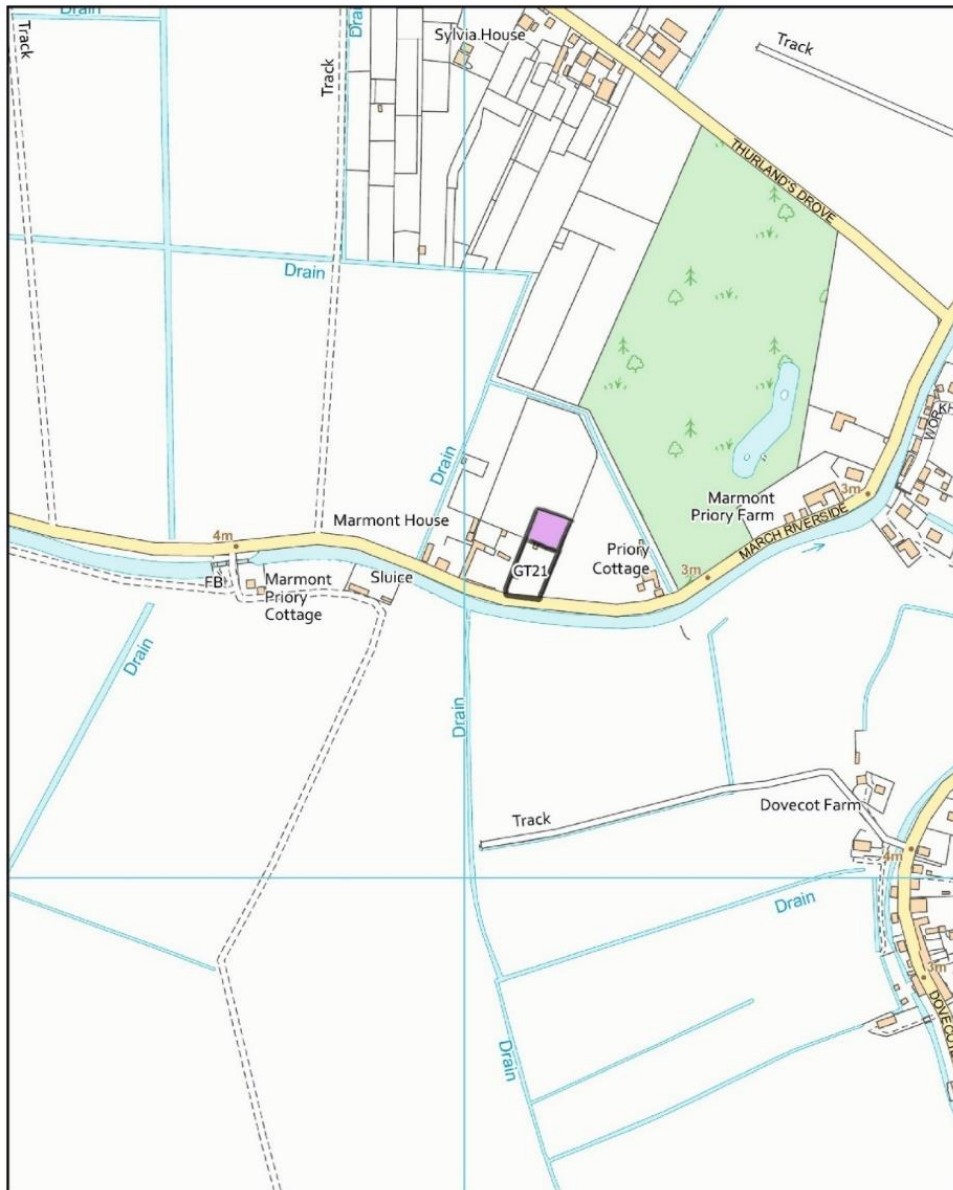 Drain
Drain
Track
Track
Sylvia House
Track
THURLAND'S DROVE
Drain
Drain
Marmont House
4m
GT21
Priory
Cottage
Marmont
Priory Farm
3m
MARCH RIVERSIDE
3m
FB
Marmont
Priory
Cottage
Sluice
Drain
Drain
Track
Dovecot Farm
4m
Drain
3m
Drain